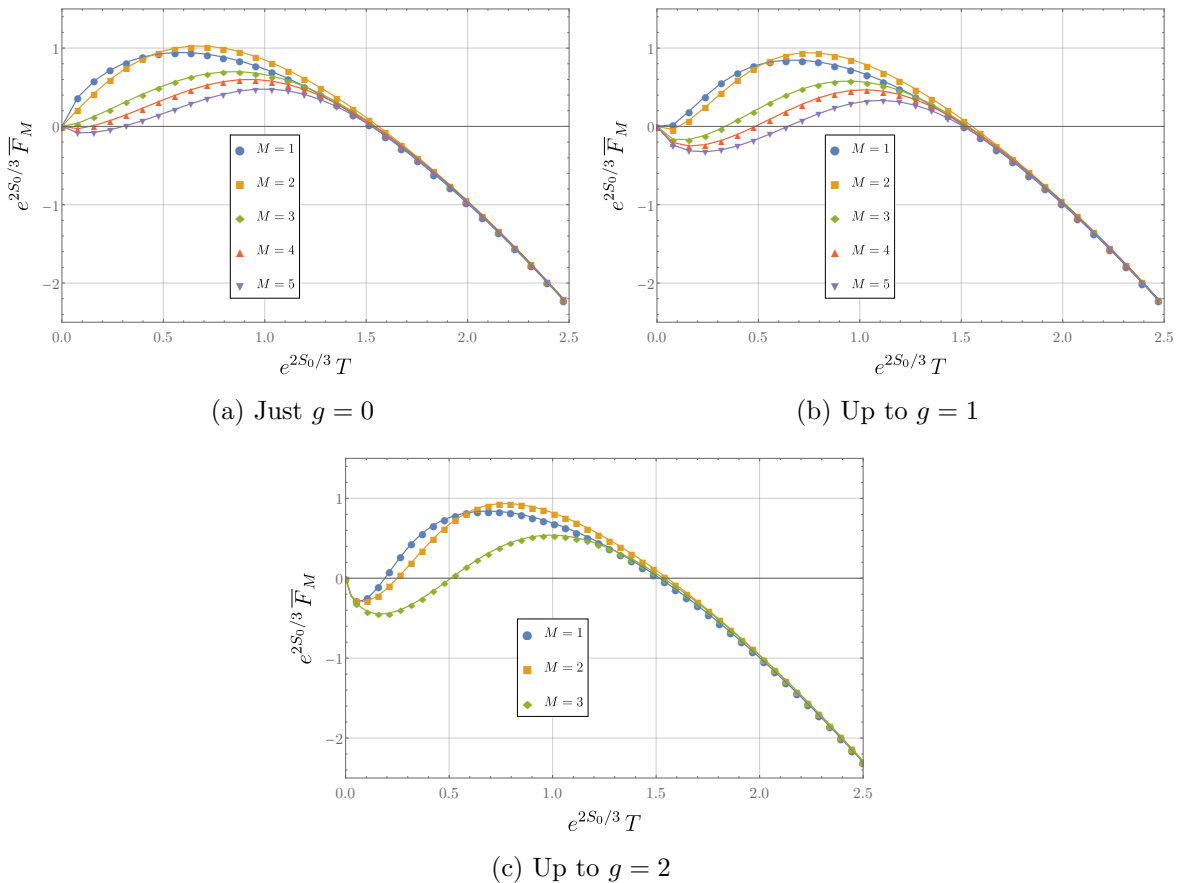 1
0
−1
−2
0.0 0.5 1.0 1.5 2.0 2.5
e^{2S_0/3} \overline{F}_M
e^{2S_0/3} T
M = 1
M = 2
M = 3
M = 4
M = 5
(a) Just g = 0
1
0
−1
−2
0.0 0.5 1.0 1.5 2.0 2.5
e^{2S_0/3} \overline{F}_M
e^{2S_0/3} T
M = 1
M = 2
M = 3
M = 4
M = 5
(b) Up to g = 1
1
0
−1
−2
0.0 0.5 1.0 1.5 2.0 2.5
e^{2S_0/3} \overline{F}_M
e^{2S_0/3} T
M = 1
M = 2
M = 3
(c) Up to g = 2